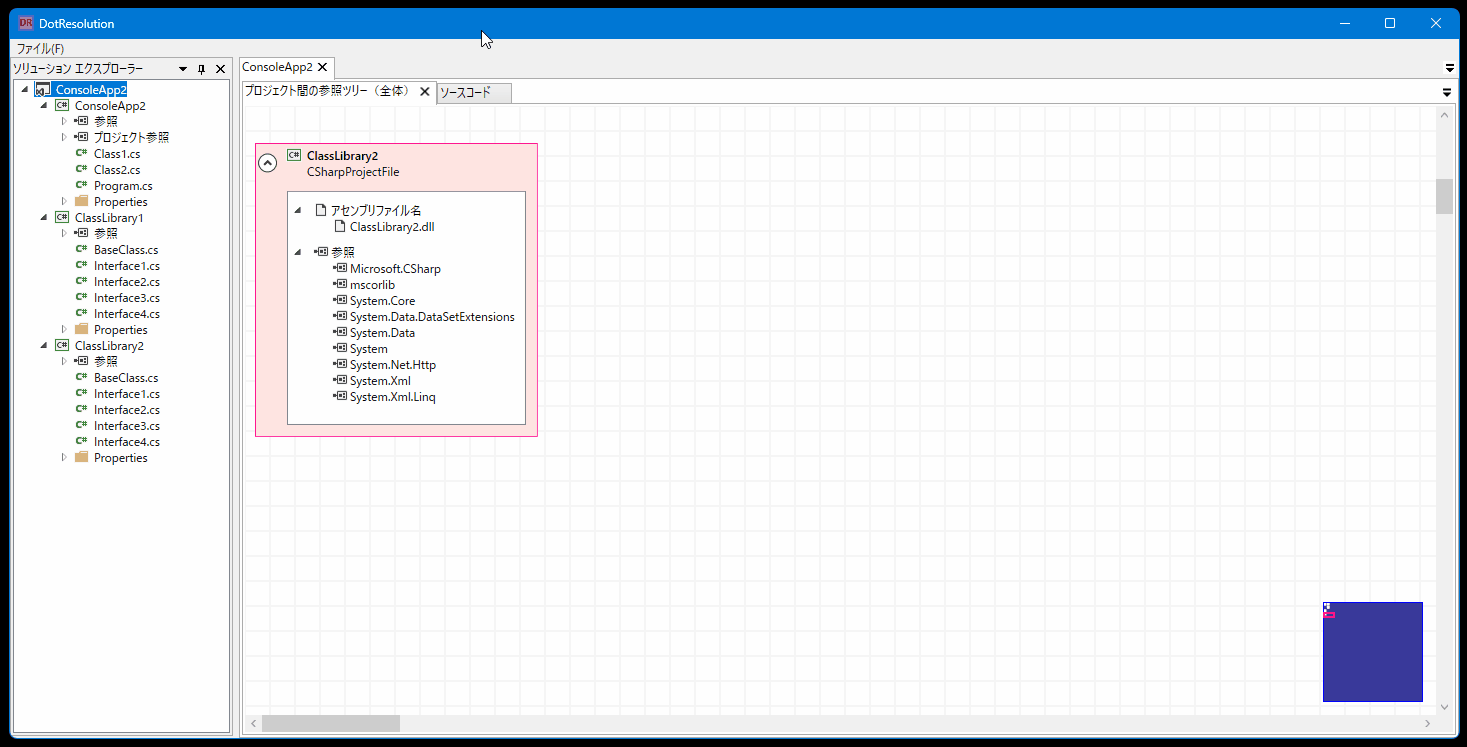 DotResolution
ファイル(F)
ソリューション エクスプローラー
ConsoleApp2
ConsoleApp2
参照
プロジェクト参照
Class1.cs
Class2.cs
Program.cs
Properties
ClassLibrary1
参照
BaseClass.cs
Interface1.cs
Interface2.cs
Interface3.cs
Interface4.cs
Properties
ClassLibrary2
参照
BaseClass.cs
Interface1.cs
Interface2.cs
Interface3.cs
Interface4.cs
Properties
ConsoleApp2
プロジェクト間の参照ツリー（全体）
ソースコード
ClassLibrary2
CSharpProjectFile
アセンブリファイル名
ClassLibrary2.dll
参照
Microsoft.CSharp
mscorlib
System.Core
System.Data.DataSetExtensions
System.Data
System
System.Net.Http
System.Xml
System.Xml.Linq